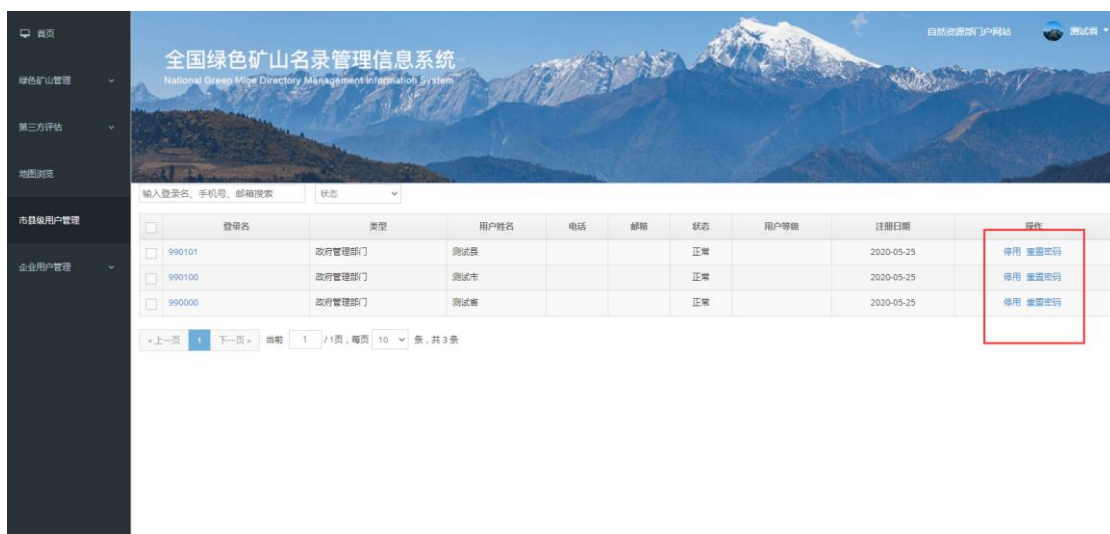 首页
绿色矿山管理
第三方评估
地图浏览
市县级用户管理
企业用户管理
自然资源部门户网站 测试省
全国绿色矿山名录管理信息系统
National Green Mine Directory Management Information System
输入登录名、手机号、邮箱搜索 状态
登录名 类型 用户姓名 电话 邮箱 状态 用户等级 注册日期 操作
990101 政府管理部门 测试县 正常 2020-05-25 停用 重置密码
990100 政府管理部门 测试市 正常 2020-05-25 停用 重置密码
990000 政府管理部门 测试省 正常 2020-05-25 停用 重置密码
«上一页 1 下一页» 当前 1 /1页，每页 10 条，共3条